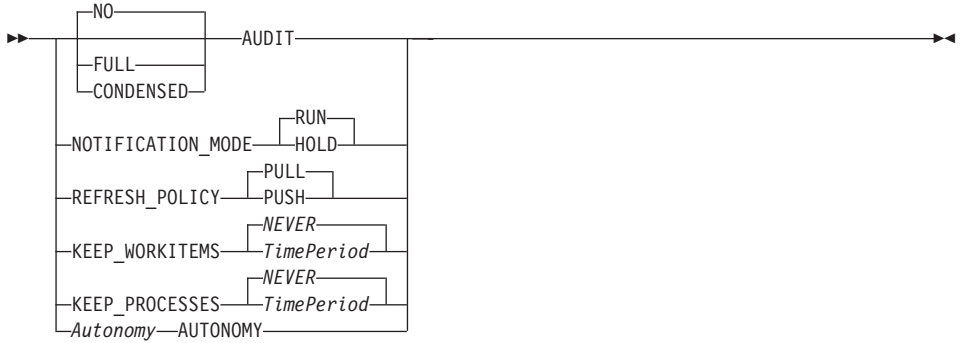 NO
AUDIT
FULL
CONDENSED
RUN
NOTIFICATION_MODE HOLD
PULL
REFRESH_POLICY PUSH
NEVER
KEEP_WORKITEMS TimePeriod
NEVER
KEEP_PROCESSES TimePeriod
Autonomy AUTONOMY